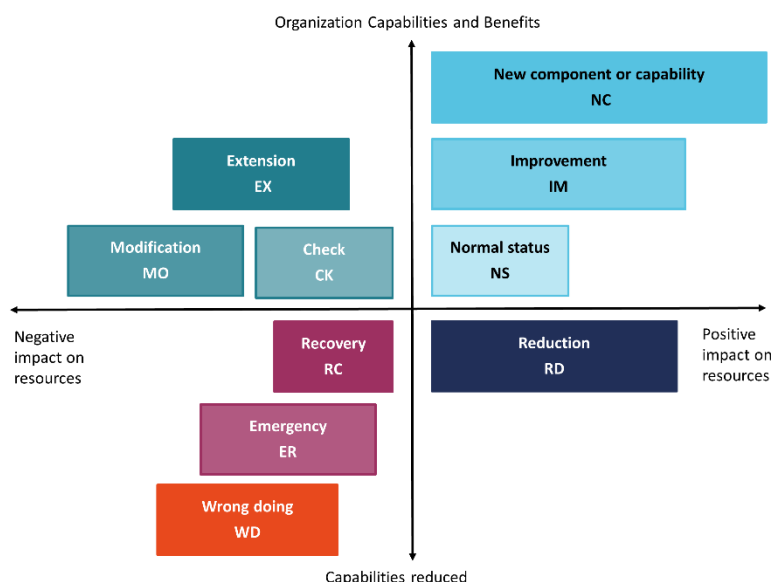 Organization Capabilities and Benefits
New component or capability
NC
Extension
EX
Improvement
IM
Modification
MO
Check
CK
Normal status
NS
Negative
impact on
resources
Recovery
RC
Reduction
RD
Positive
impact on
resources
Emergency
ER
Wrong doing
WD
Capabilities reduced